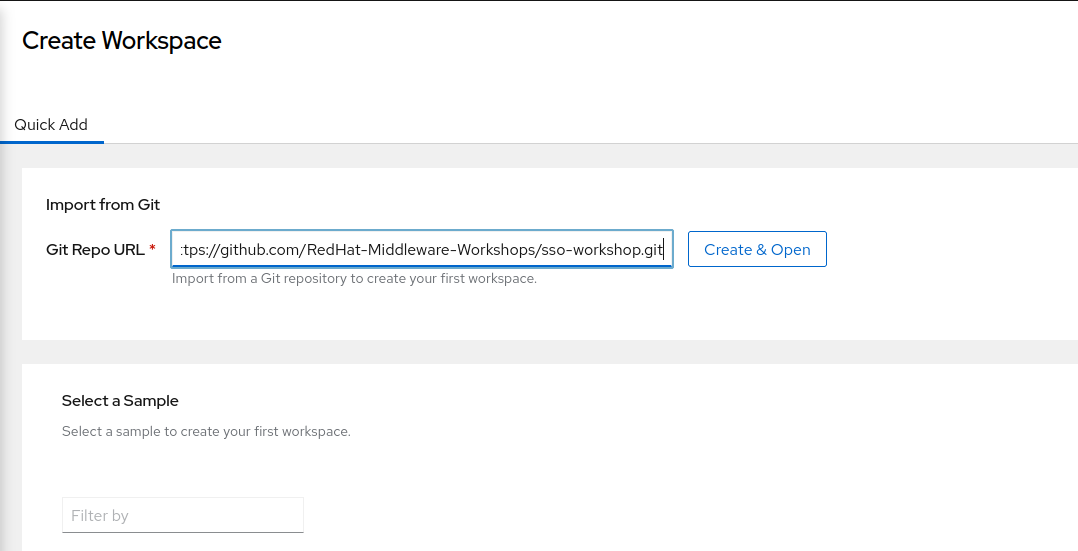 Create Workspace
Quick Add
Import from Git
Git Repo URL *
:tps://github.com/RedHat-Middleware-Workshops/sso-workshop.git
Create & Open
Import from a Git repository to create your first workspace.
Select a Sample
Select a sample to create your first workspace.
Filter by